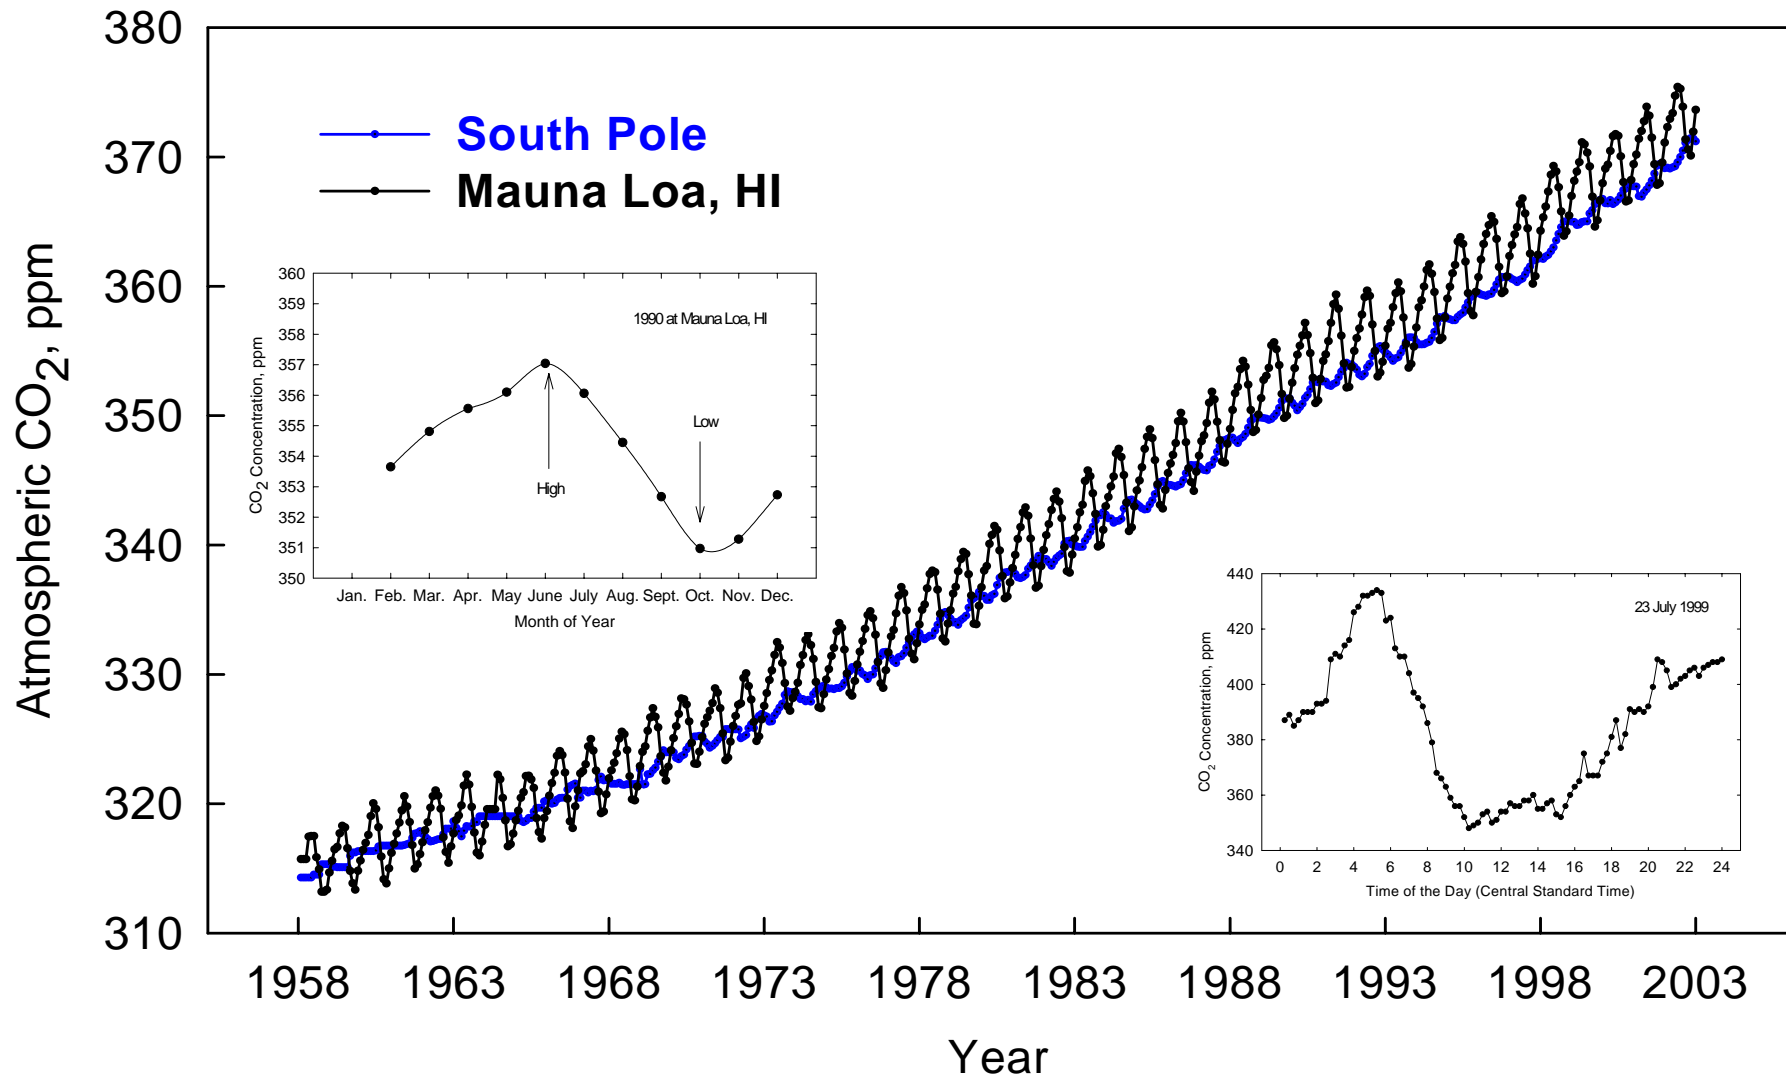 380
370
360
350
340
330
320
310
Atmospheric CO2, ppm
South Pole
Mauna Loa, HI
360
359
358
357
356
355
354
353
352
351
350
CO2 Concentration, ppm
1990 at Mauna Loa, HI
High
Low
Jan. Feb. Mar. Apr. May June July Aug. Sept. Oct. Nov. Dec.
Month of Year
440
420
400
380
360
340
CO2 Concentration, ppm
23 July 1999
0 2 4 6 8 10 12 14 16 18 20 22 24
Time of the Day (Central Standard Time)
1958 1963 1968 1973 1978 1983 1988 1993 1998 2003
Year